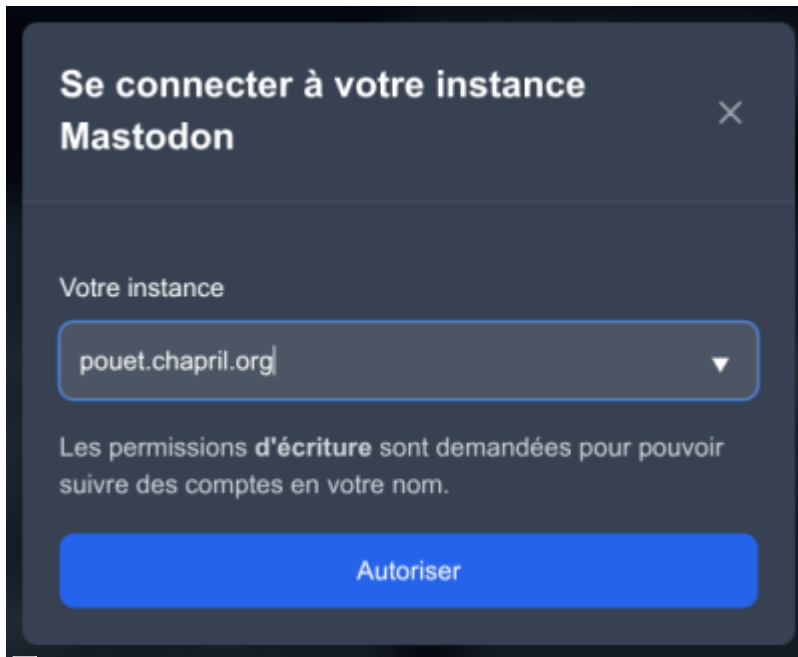 Se connecter à votre instance
Mastodon
Votre instance
pouet.chapril.org
Les permissions d'écriture sont demandées pour pouvoir
suivre des comptes en votre nom.
Autoriser